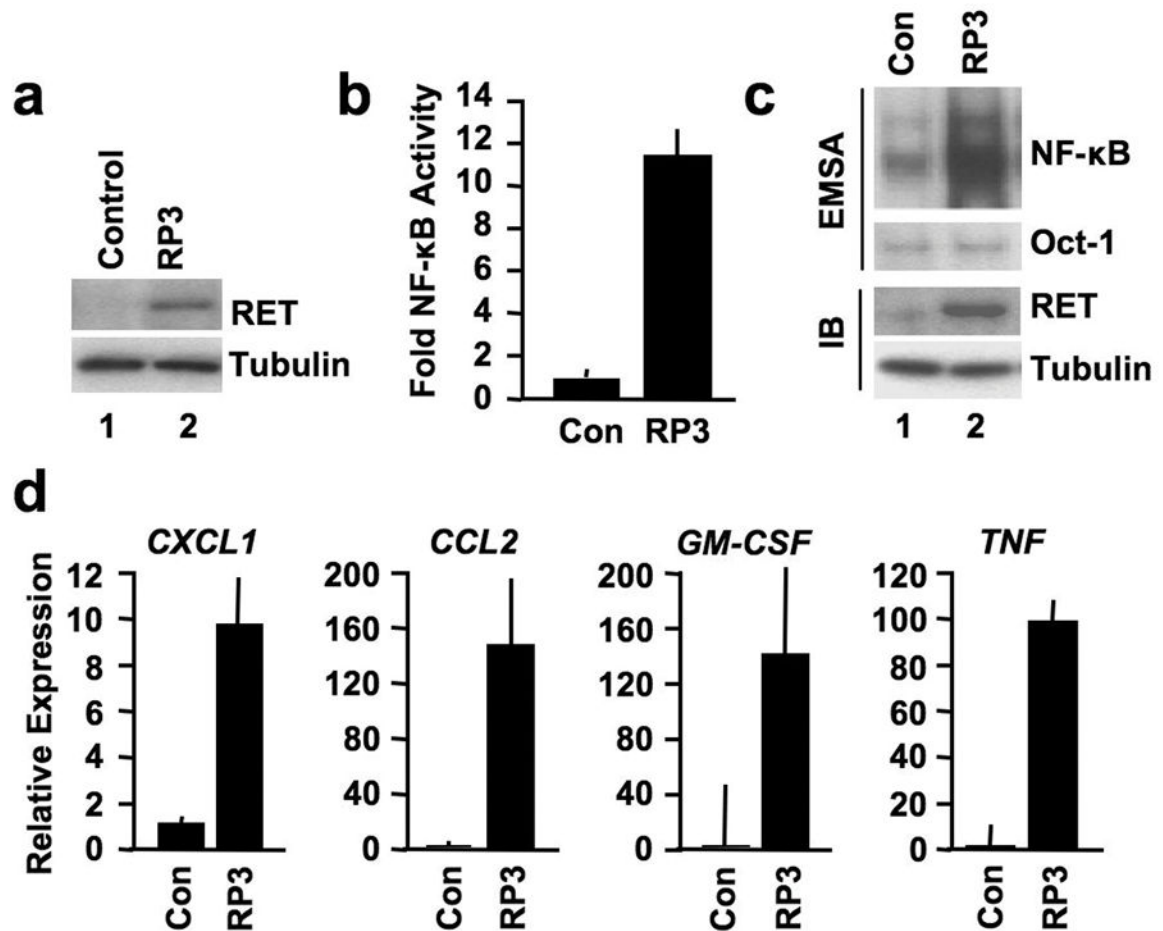 a
Control
RP3
RET
Tubulin
1 2
b
Fold NF-κB Activity
14
12
10
8
6
4
2
0
Con RP3
c
Con
RP3
EMSA
NF-κB
Oct-1
IB
RET
Tubulin
1 2
d
Relative Expression
CXCL1
12
10
8
6
4
2
0
Con
RP3
CCL2
200
160
120
80
40
0
Con
RP3
GM-CSF
200
160
120
80
40
0
Con
RP3
TNF
120
100
80
60
40
20
0
Con
RP3